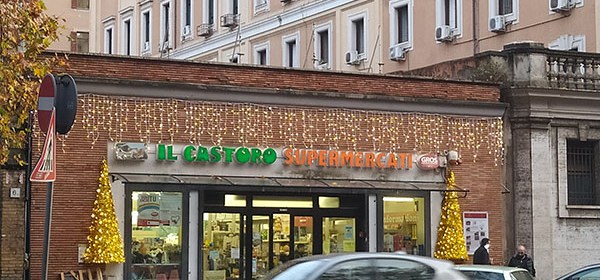 IL CASTORO SUPERMERCATI GROS